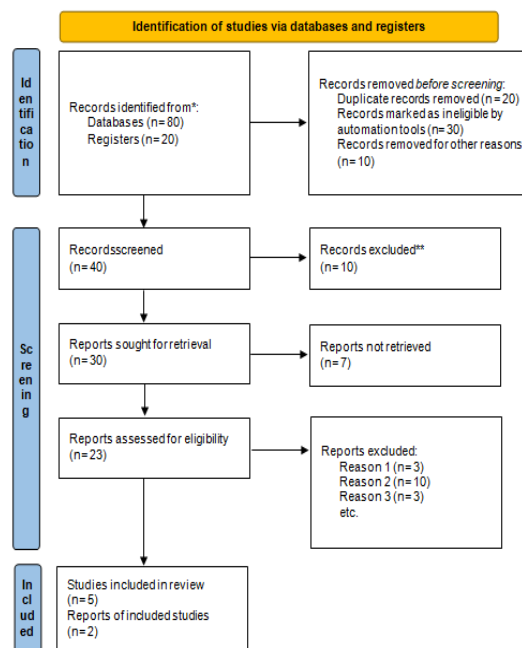 Identification of studies via databases and registers
Id
entifi
ca
tio
n
Records identified from*:
Databases (n=80)
Registers (n=20)
Records removed before screening:
Duplicate records removed (n=20)
Records marked as ineligible by
automation tools (n=30)
Records removed for other reasons
(n=10)
Sc
re
en
in
g
Recordsscreened
(n=40)
Records excluded**
(n=10)
Reports sought for retrieval
(n=30)
Reports not retrieved
(n=7)
Reports assessed for eligibility
(n=23)
Reports excluded:
Reason 1 (n=3)
Reason 2 (n=10)
Reason 3 (n=3)
etc.
In
cl
ud
ed
Studies included in review
(n=5)
Reports of included studies
(n=2)